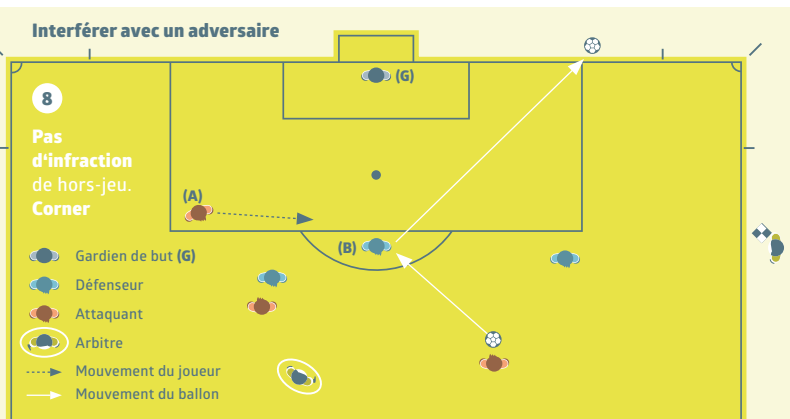 Interférer avec un adversaire
(G)
8
Pas
d'infraction
de hors-jeu.
Corner
(A)
(B)
Gardien de but (G)
Défenseur
Attaquant
Arbitre
Mouvement du joueur
Mouvement du ballon